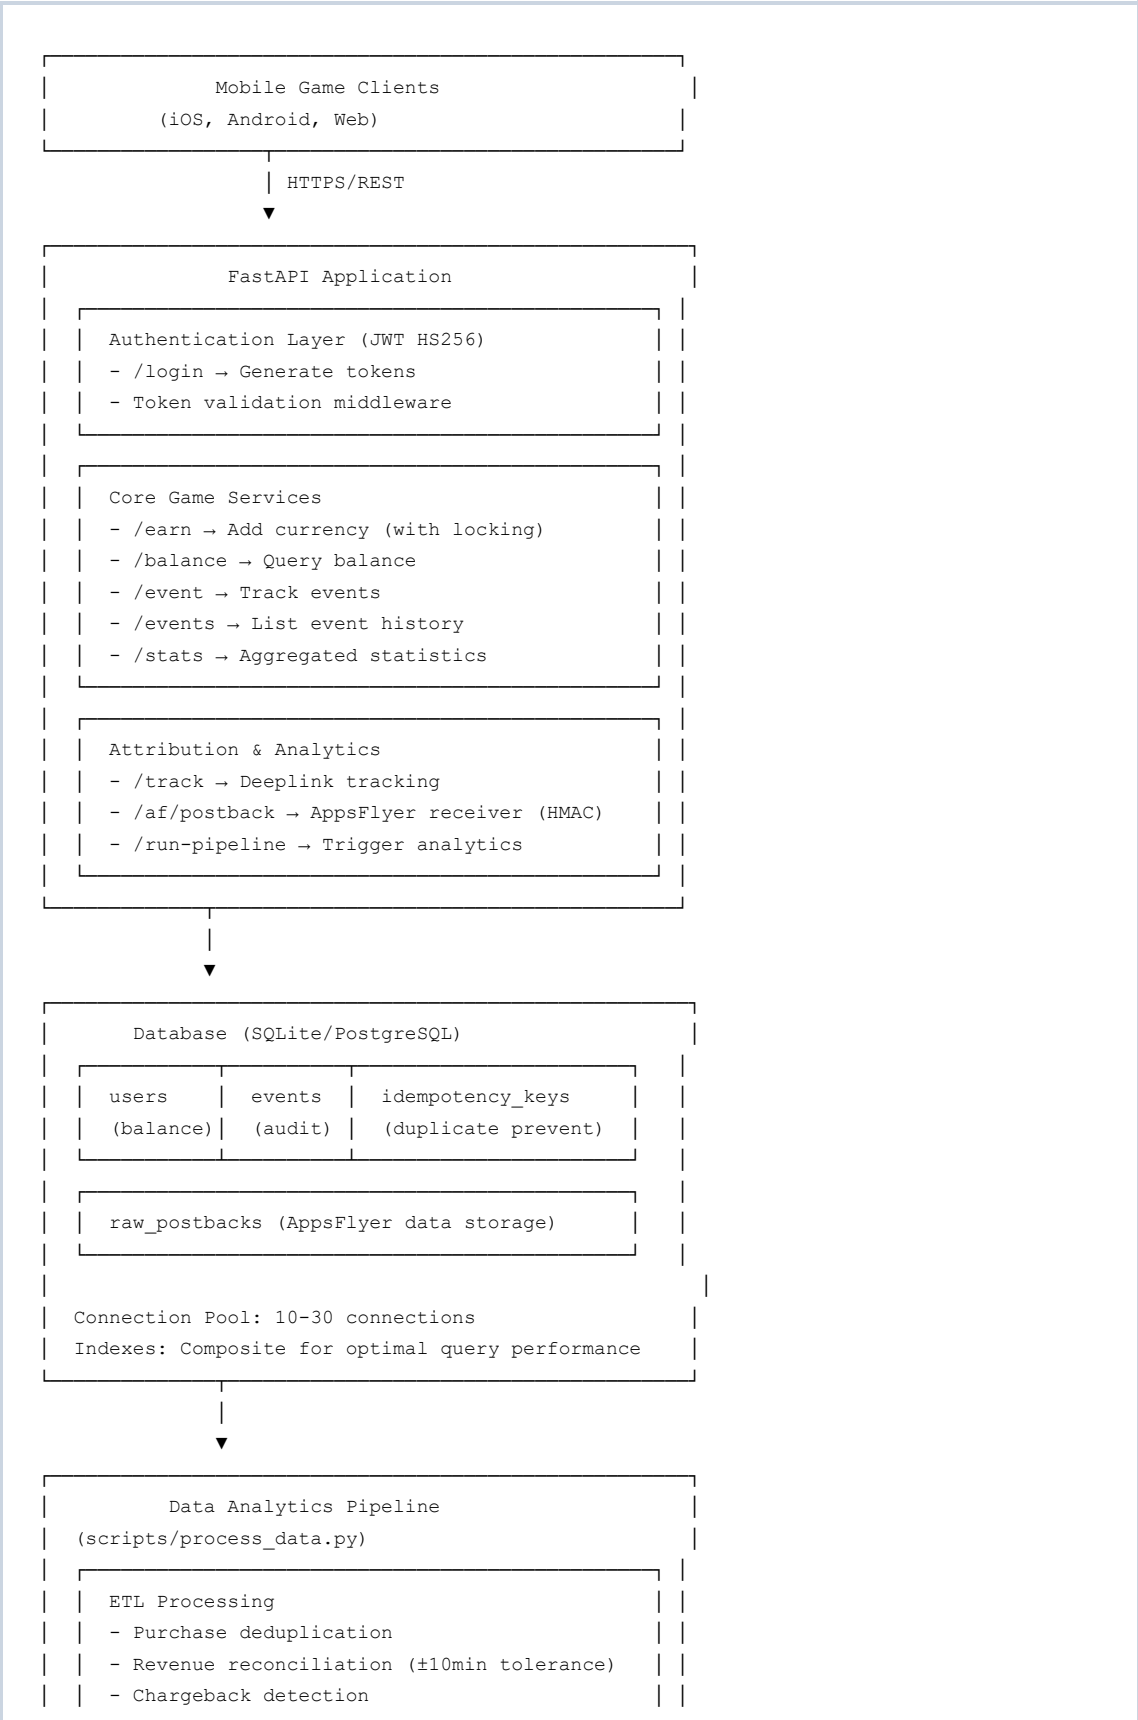 Mobile Game Clients
(iOS, Android, Web)
HTTPS/REST
▼
FastAPI Application
Authentication Layer (JWT HS256)
- /login → Generate tokens
- Token validation middleware
Core Game Services
- /earn → Add currency (with locking)
- /balance → Query balance
- /event → Track events
- /events → List event history
- /stats → Aggregated statistics
Attribution & Analytics
- /track → Deeplink tracking
- /af/postback → AppsFlyer receiver (HMAC)
- /run-pipeline → Trigger analytics
▼
Database (SQLite/PostgreSQL)
users │ events │ idempotency_keys
(balance)│ (audit) │ (duplicate prevent)
raw_postbacks (AppsFlyer data storage)
Connection Pool: 10-30 connections
Indexes: Composite for optimal query performance
▼
Data Analytics Pipeline
(scripts/process_data.py)
ETL Processing
- Purchase deduplication
- Revenue reconciliation (±10min tolerance)
- Chargeback detection